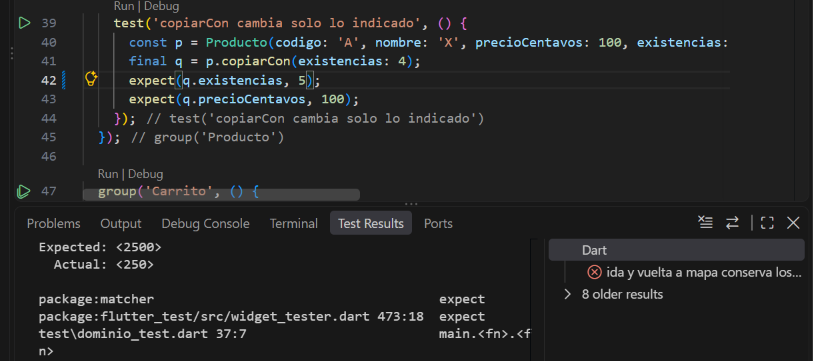 Run | Debug
39 test('copiarCon cambia solo lo indicado', () {
40 const p = Producto(codigo: 'A', nombre: 'X', precioCentavos: 100, existencias:
41 final q = p.copiarCon(existencias: 4);
42 expect(q.existencias, 5);
43 expect(q.precioCentavos, 100);
44 }); // test('copiarCon cambia solo lo indicado')
45 }); // group('Producto')
46
Run | Debug
47 group('Carrito', () {
Problems Output Debug Console Terminal Test Results Ports
Expected: <2500>
Actual: <250>
package:matcher expect
package:flutter_test/src/widget_tester.dart 473:18 expect
test\dominio_test.dart 37:7 main.<fn>.<f
n>
Dart
ida y vuelta a mapa conserva los...
8 older results